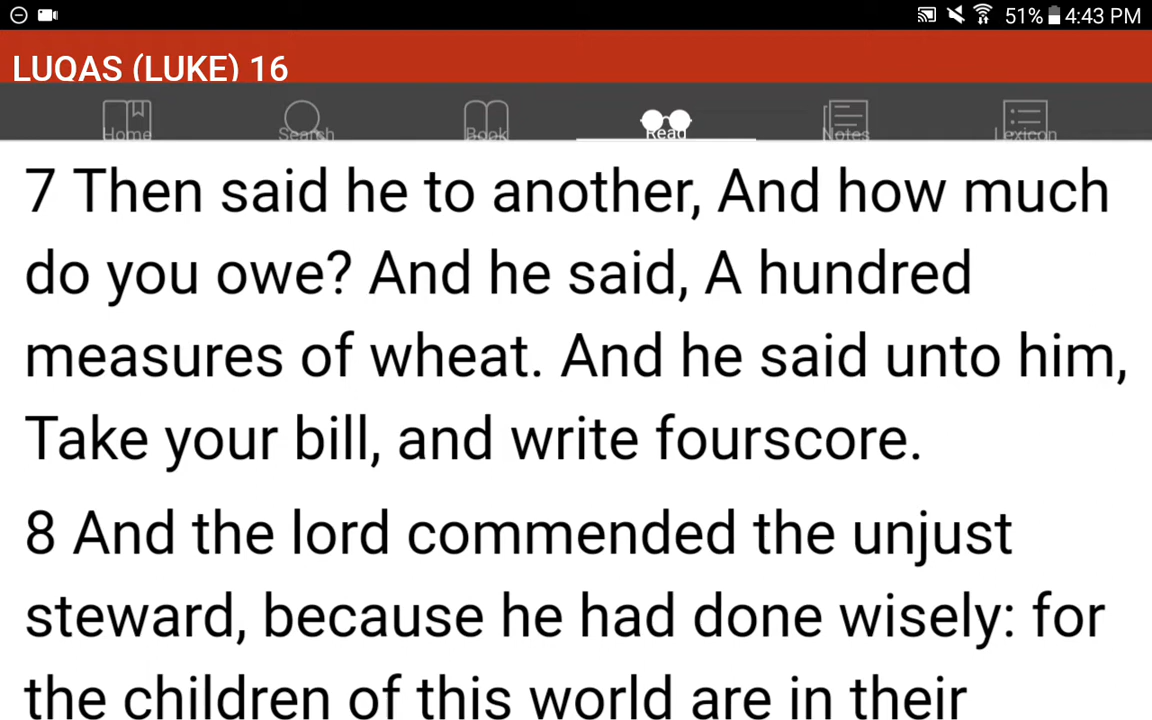 51% 4:43 PM
LUQAS (LUKE) 16
Home Search Book Read Notes Lexicon
7 Then said he to another, And how much
do you owe? And he said, A hundred
measures of wheat. And he said unto him,
Take your bill, and write fourscore.
8 And the lord commended the unjust
steward, because he had done wisely: for
the children of this world are in their